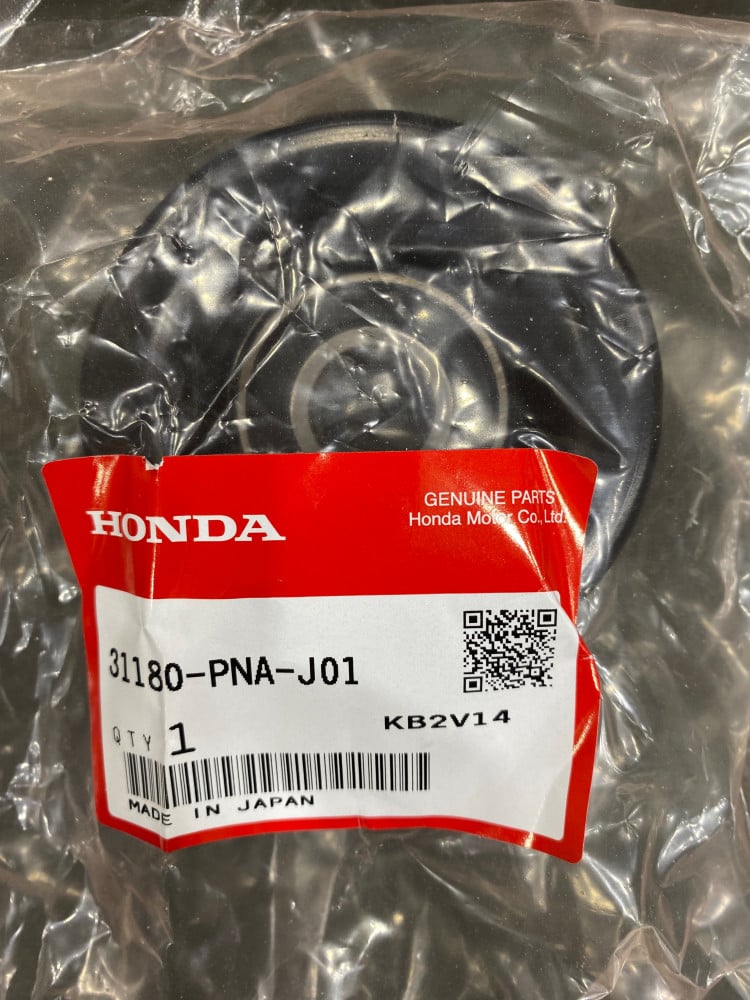 HONDA
GENUINE PARTS
Honda Motor Co., Ltd.
31180-PNA-J01
KB2V14
QTY 1
MADE IN JAPAN